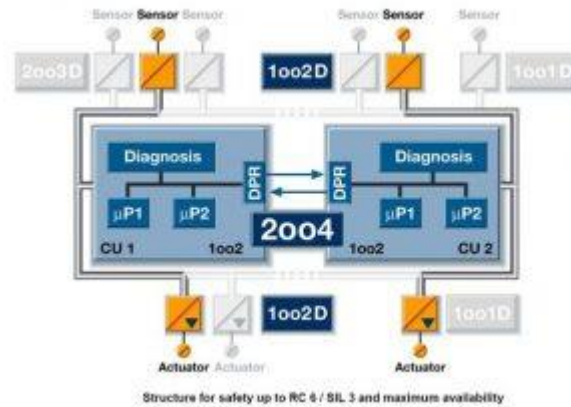 Sensor Sensor Sensor Sensor Sensor Sensor
2oo3D 1oo2D 1oo1D
Diagnosis Diagnosis
DPR DPR
µP1 µP2 µP1 µP2
2oo4
CU 1 1oo2 1oo2 CU 2
1oo2D 1oo1D
Actuator Actuator Actuator
Structure for safety up to RC 6 / SIL 3 and maximum availability